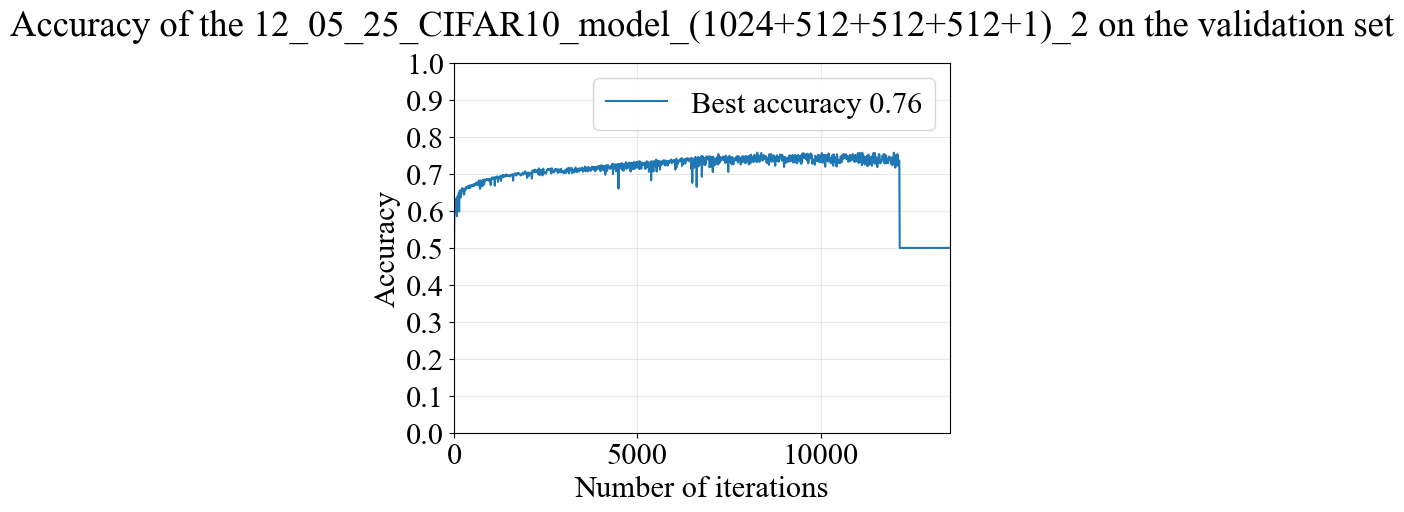 Accuracy of the 12_05_25_CIFAR10_model_(1024+512+512+512+1)_2 on the validation set
1.0
0.9
0.8
0.7
0.6
0.5
0.4
0.3
0.2
0.1
0.0
Accuracy
Best accuracy 0.76
0 5000 10000
Number of iterations